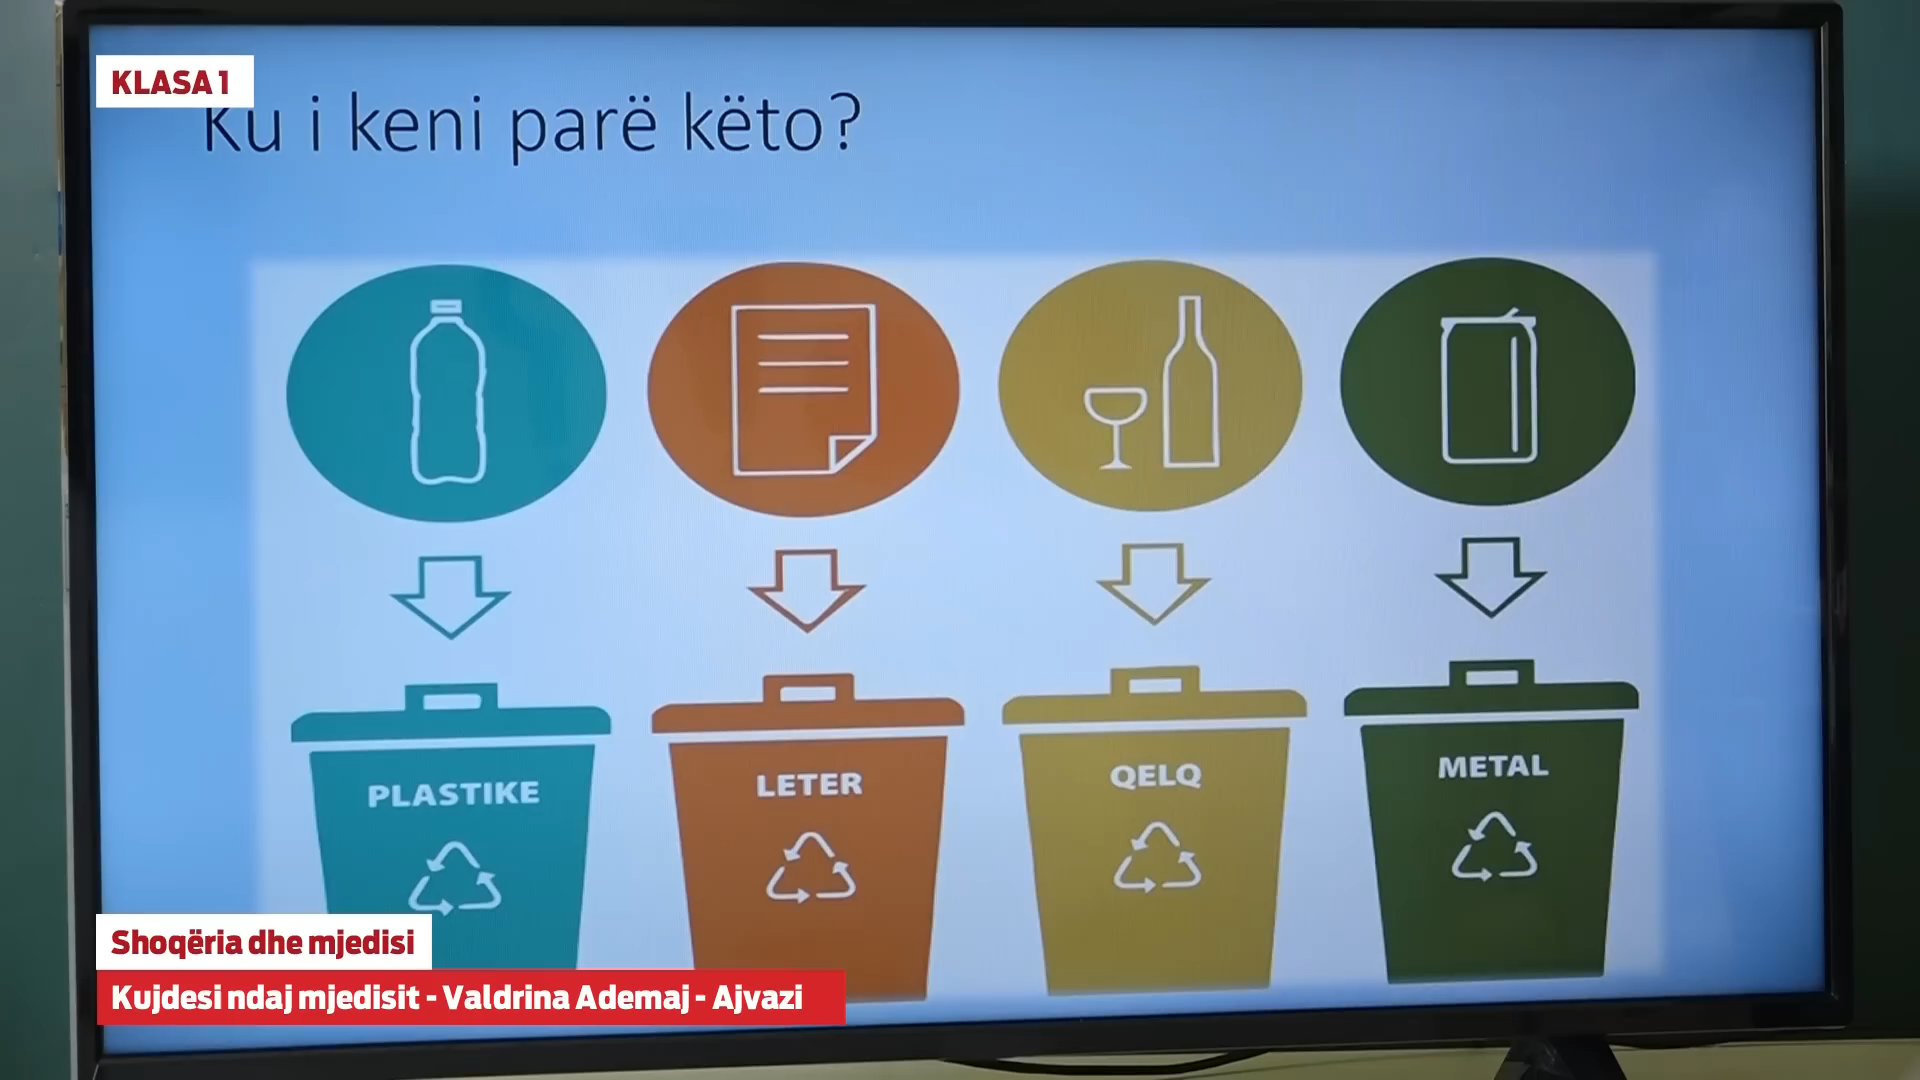 KLASA 1
Ku i keni parë këto?
PLASTIKE
LETER
QELQ
METAL
Shoqëria dhe mjedisi
Kujdesi ndaj mjedisit - Valdrina Ademaj - Ajvazi